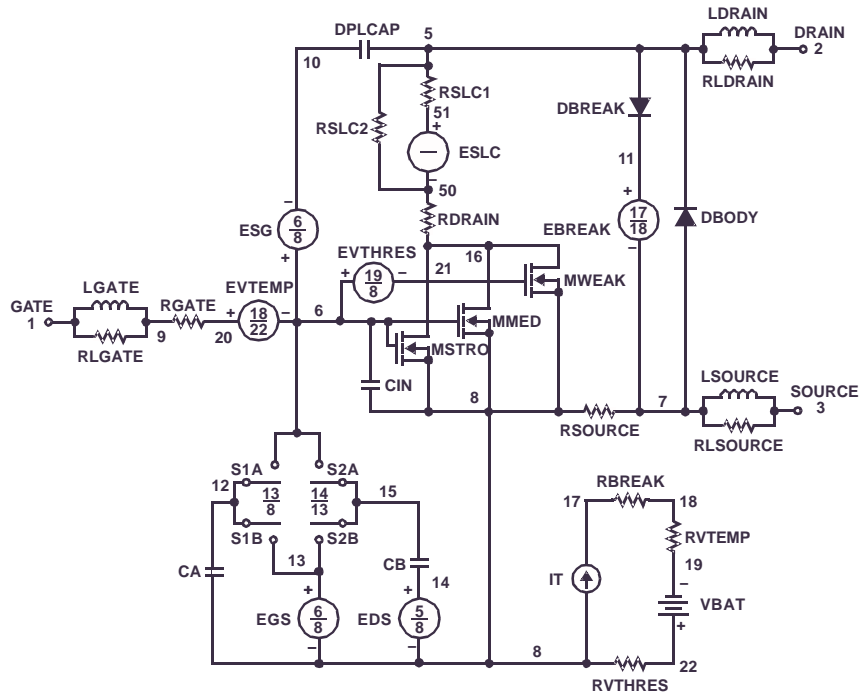 LDRAIN
DPLCAP 5 DRAIN
2
10
RLDRAIN
RSLC1
51
+
RSLC2
DBREAK
ESLC
−
50
11
+
RDRAIN
17
18
EBREAK
−
DBODY
−
6
8
ESG
+
EVTHRES
+ 19
8 −
16
21
MWEAK
LGATE
EVTEMP
GATE
1
RGATE
+ 18
22 −
6
MMED
9
20
RLGATE
MSTRO
CIN
LSOURCE
8
7
SOURCE
3
RSOURCE
RLSOURCE
S1A
S2A
12
13
8
14
13
15
S1B
S2B
13
CA
CB
14
+
+
EGS
6
8
EDS
5
8
−
−
RBREAK
17
18
RVTEMP
19
IT
−
VBAT
+
8
22
RVTHRES